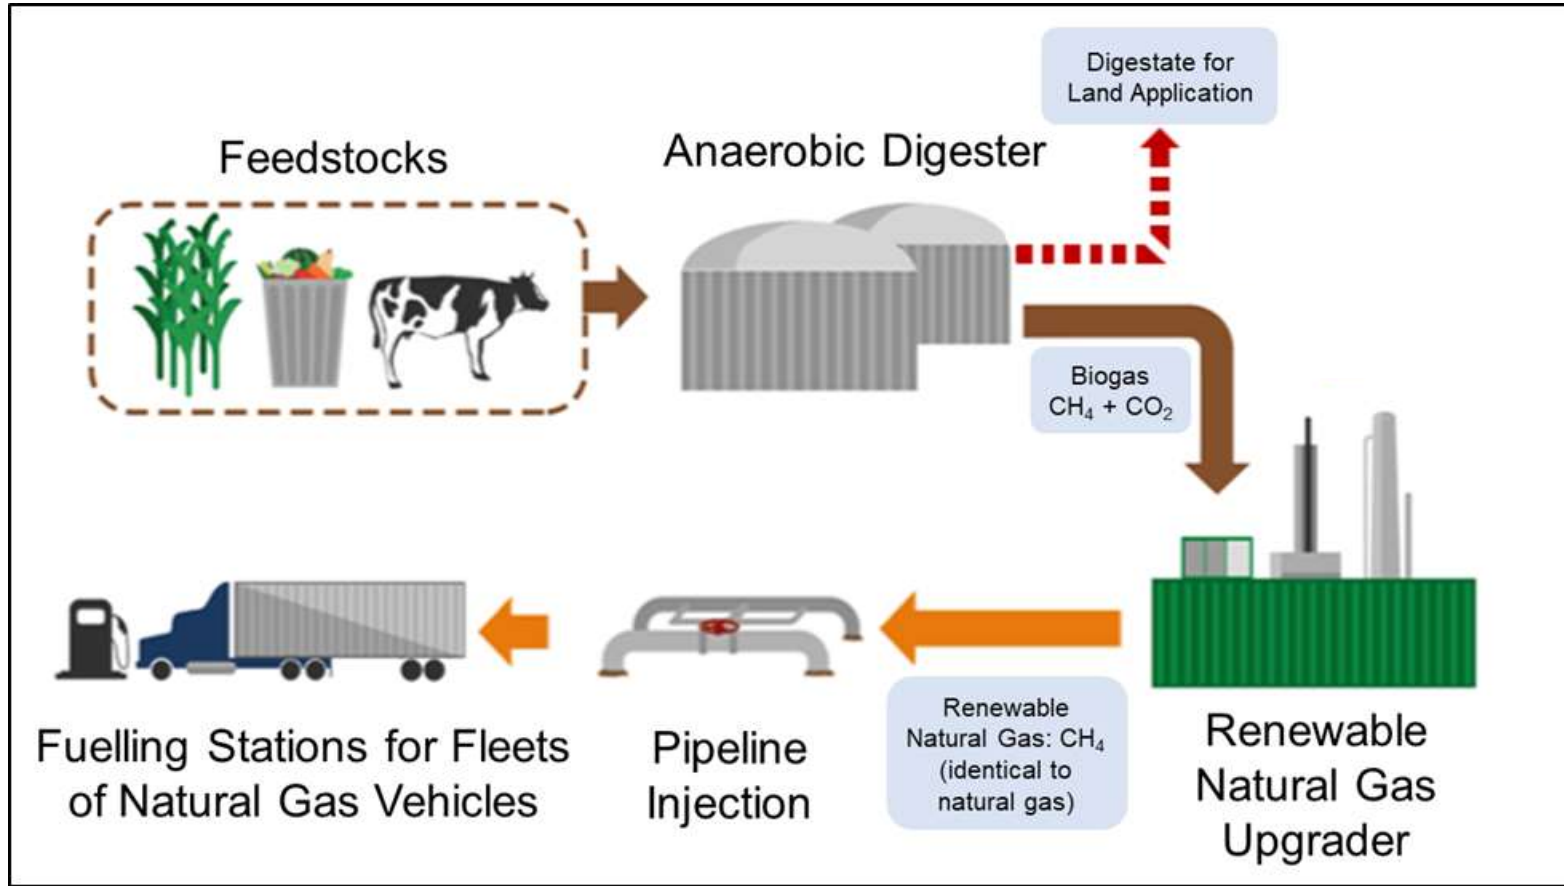 Feedstocks
Anaerobic Digester
Digestate for
Land Application
Biogas
CH₄ + CO₂
Renewable
Natural Gas
Upgrader
Renewable
Natural Gas: CH₄
(identical to
natural gas)
Pipeline
Injection
Fuelling Stations for Fleets
of Natural Gas Vehicles